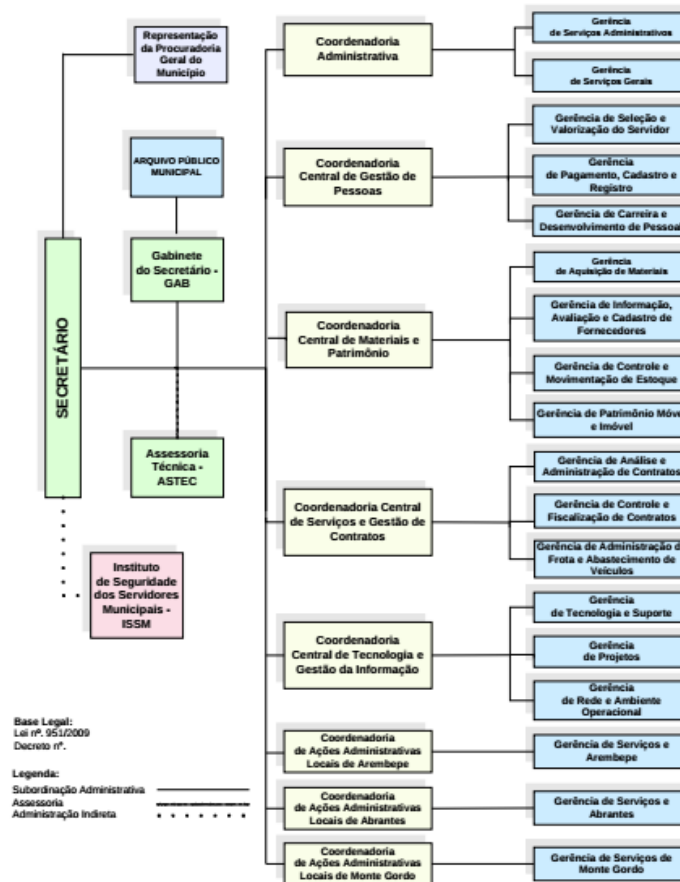 Representação
da Procuradoria
Geral do
Município
ARQUIVO PÚBLICO
MUNICIPAL
Gabinete
do Secretário -
GAB
SECRETÁRIO
Assessoria
Técnica -
ASTEC
Instituto
de Seguridade
dos Servidores
Municipais -
ISSM
Base Legal:
Lei nº. 951/2009
Decreto nº.
Legenda:
Subordinação Administrativa
Assessoria
Administração Indireta
Coordenadoria
Administrativa
Gerência
de Serviços Administrativos
Gerência
de Serviços Gerais
Coordenadoria
Central de Gestão de
Pessoas
Gerência de Seleção e
Valorização do Servidor
Gerência
de Pagamento, Cadastro e
Registro
Gerência de Carreira e
Desenvolvimento de Pessoal
Coordenadoria
Central de Materiais e
Patrimônio
Gerência
de Aquisição de Materiais
Gerência de Informação,
Avaliação e Cadastro de
Fornecedores
Gerência de Controle e
Movimentação de Estoque
Gerência de Patrimônio Móve
e Imóvel
Coordenadoria Central
de Serviços e Gestão de
Contratos
Gerência de Análise e
Administração de Contratos
Gerência de Controle e
Fiscalização de Contratos
Gerência de Administração d
Frota e Abastecimento de
Veículos
Coordenadoria
Central de Tecnologia e
Gestão da Informação
Gerência
de Tecnologia e Suporte
Gerência
de Projetos
Gerência
de Rede e Ambiente
Operacional
Coordenadoria
de Ações Administrativas
Locais de Arembepe
Gerência de Serviços e
Arembepe
Coordenadoria
de Ações Administrativas
Locais de Abrantes
Gerência de Serviços e
Abrantes
Coordenadoria
de Ações Administrativas
Locais de Monte Gordo
Gerência de Serviços de
Monte Gordo